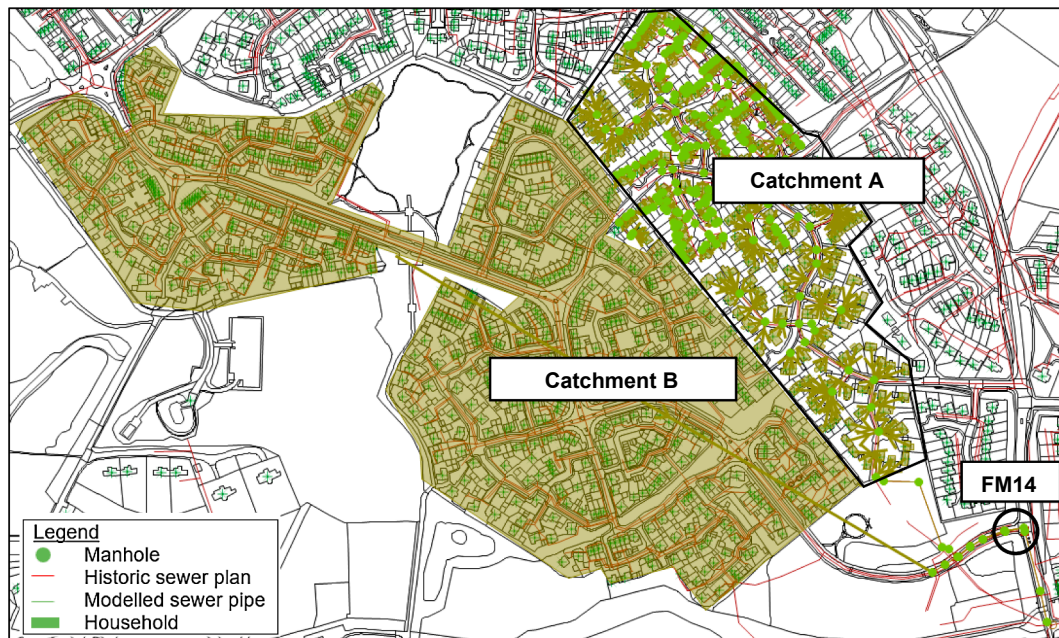 Catchment A
Catchment B
FM14
Legend
Manhole
Historic sewer plan
Modelled sewer pipe
Household